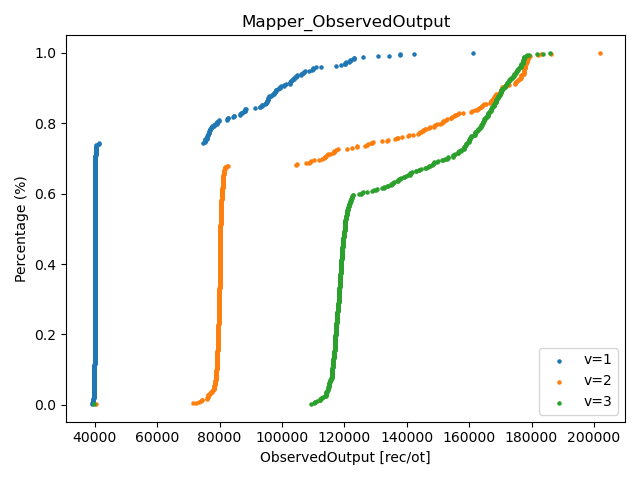 Mapper_ObservedOutput
1.0
0.8
0.6
0.4
0.2
0.0
Percentage (%)
40000 60000 80000 100000 120000 140000 160000 180000 200000
ObservedOutput [rec/ot]
v=1
v=2
v=3